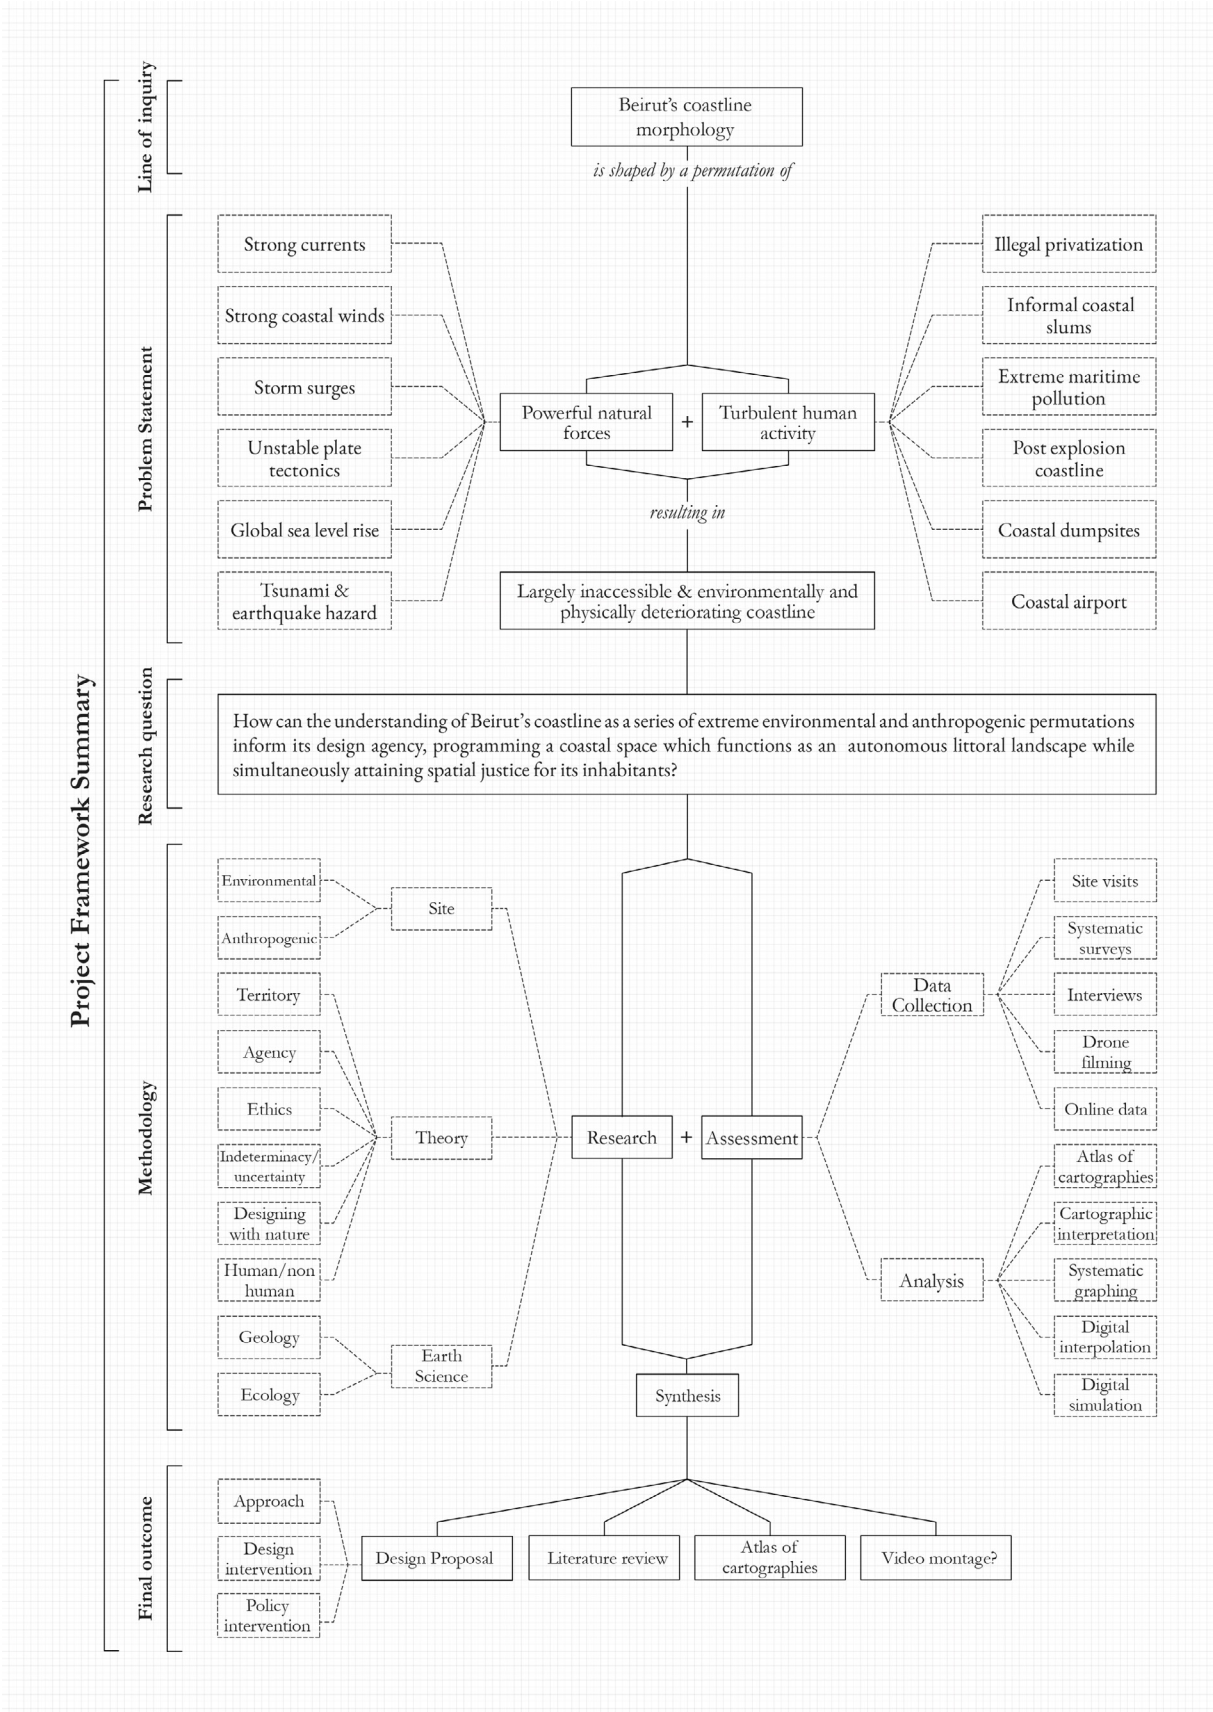 Project Framework Summary
Line of inquiry
Beirut's coastline
morphology
is shaped by a permutation of
Problem Statement
Strong currents
Strong coastal winds
Storm surges
Unstable plate
tectonics
Global sea level rise
Tsunami &
earthquake hazard
Powerful natural
forces
+
Turbulent human
activity
Illegal privatization
Informal coastal
slums
Extreme maritime
pollution
Post explosion
coastline
Coastal dumpsites
Coastal airport
resulting in
Largely inaccessible & environmentally and
physically deteriorating coastline
Research question
How can the understanding of Beirut's coastline as a series of extreme environmental and anthropogenic permutations
inform its design agency, programming a coastal space which functions as an autonomous littoral landscape while
simultaneously attaining spatial justice for its inhabitants?
Methodology
Environmental
Anthropogenic
Site
Territory
Agency
Ethics
Indeterminacy/
uncertainty
Designing
with nature
Human/non
human
Theory
Geology
Ecology
Earth
Science
Research
+
Assessment
Data
Collection
Site visits
Systematic
surveys
Interviews
Drone
filming
Online data
Analysis
Atlas of
cartographies
Cartographic
interpretation
Systematic
graphing
Digital
interpolation
Digital
simulation
Synthesis
Final outcome
Approach
Design
intervention
Policy
intervention
Design Proposal
Literature review
Atlas of
cartographies
Video montage?